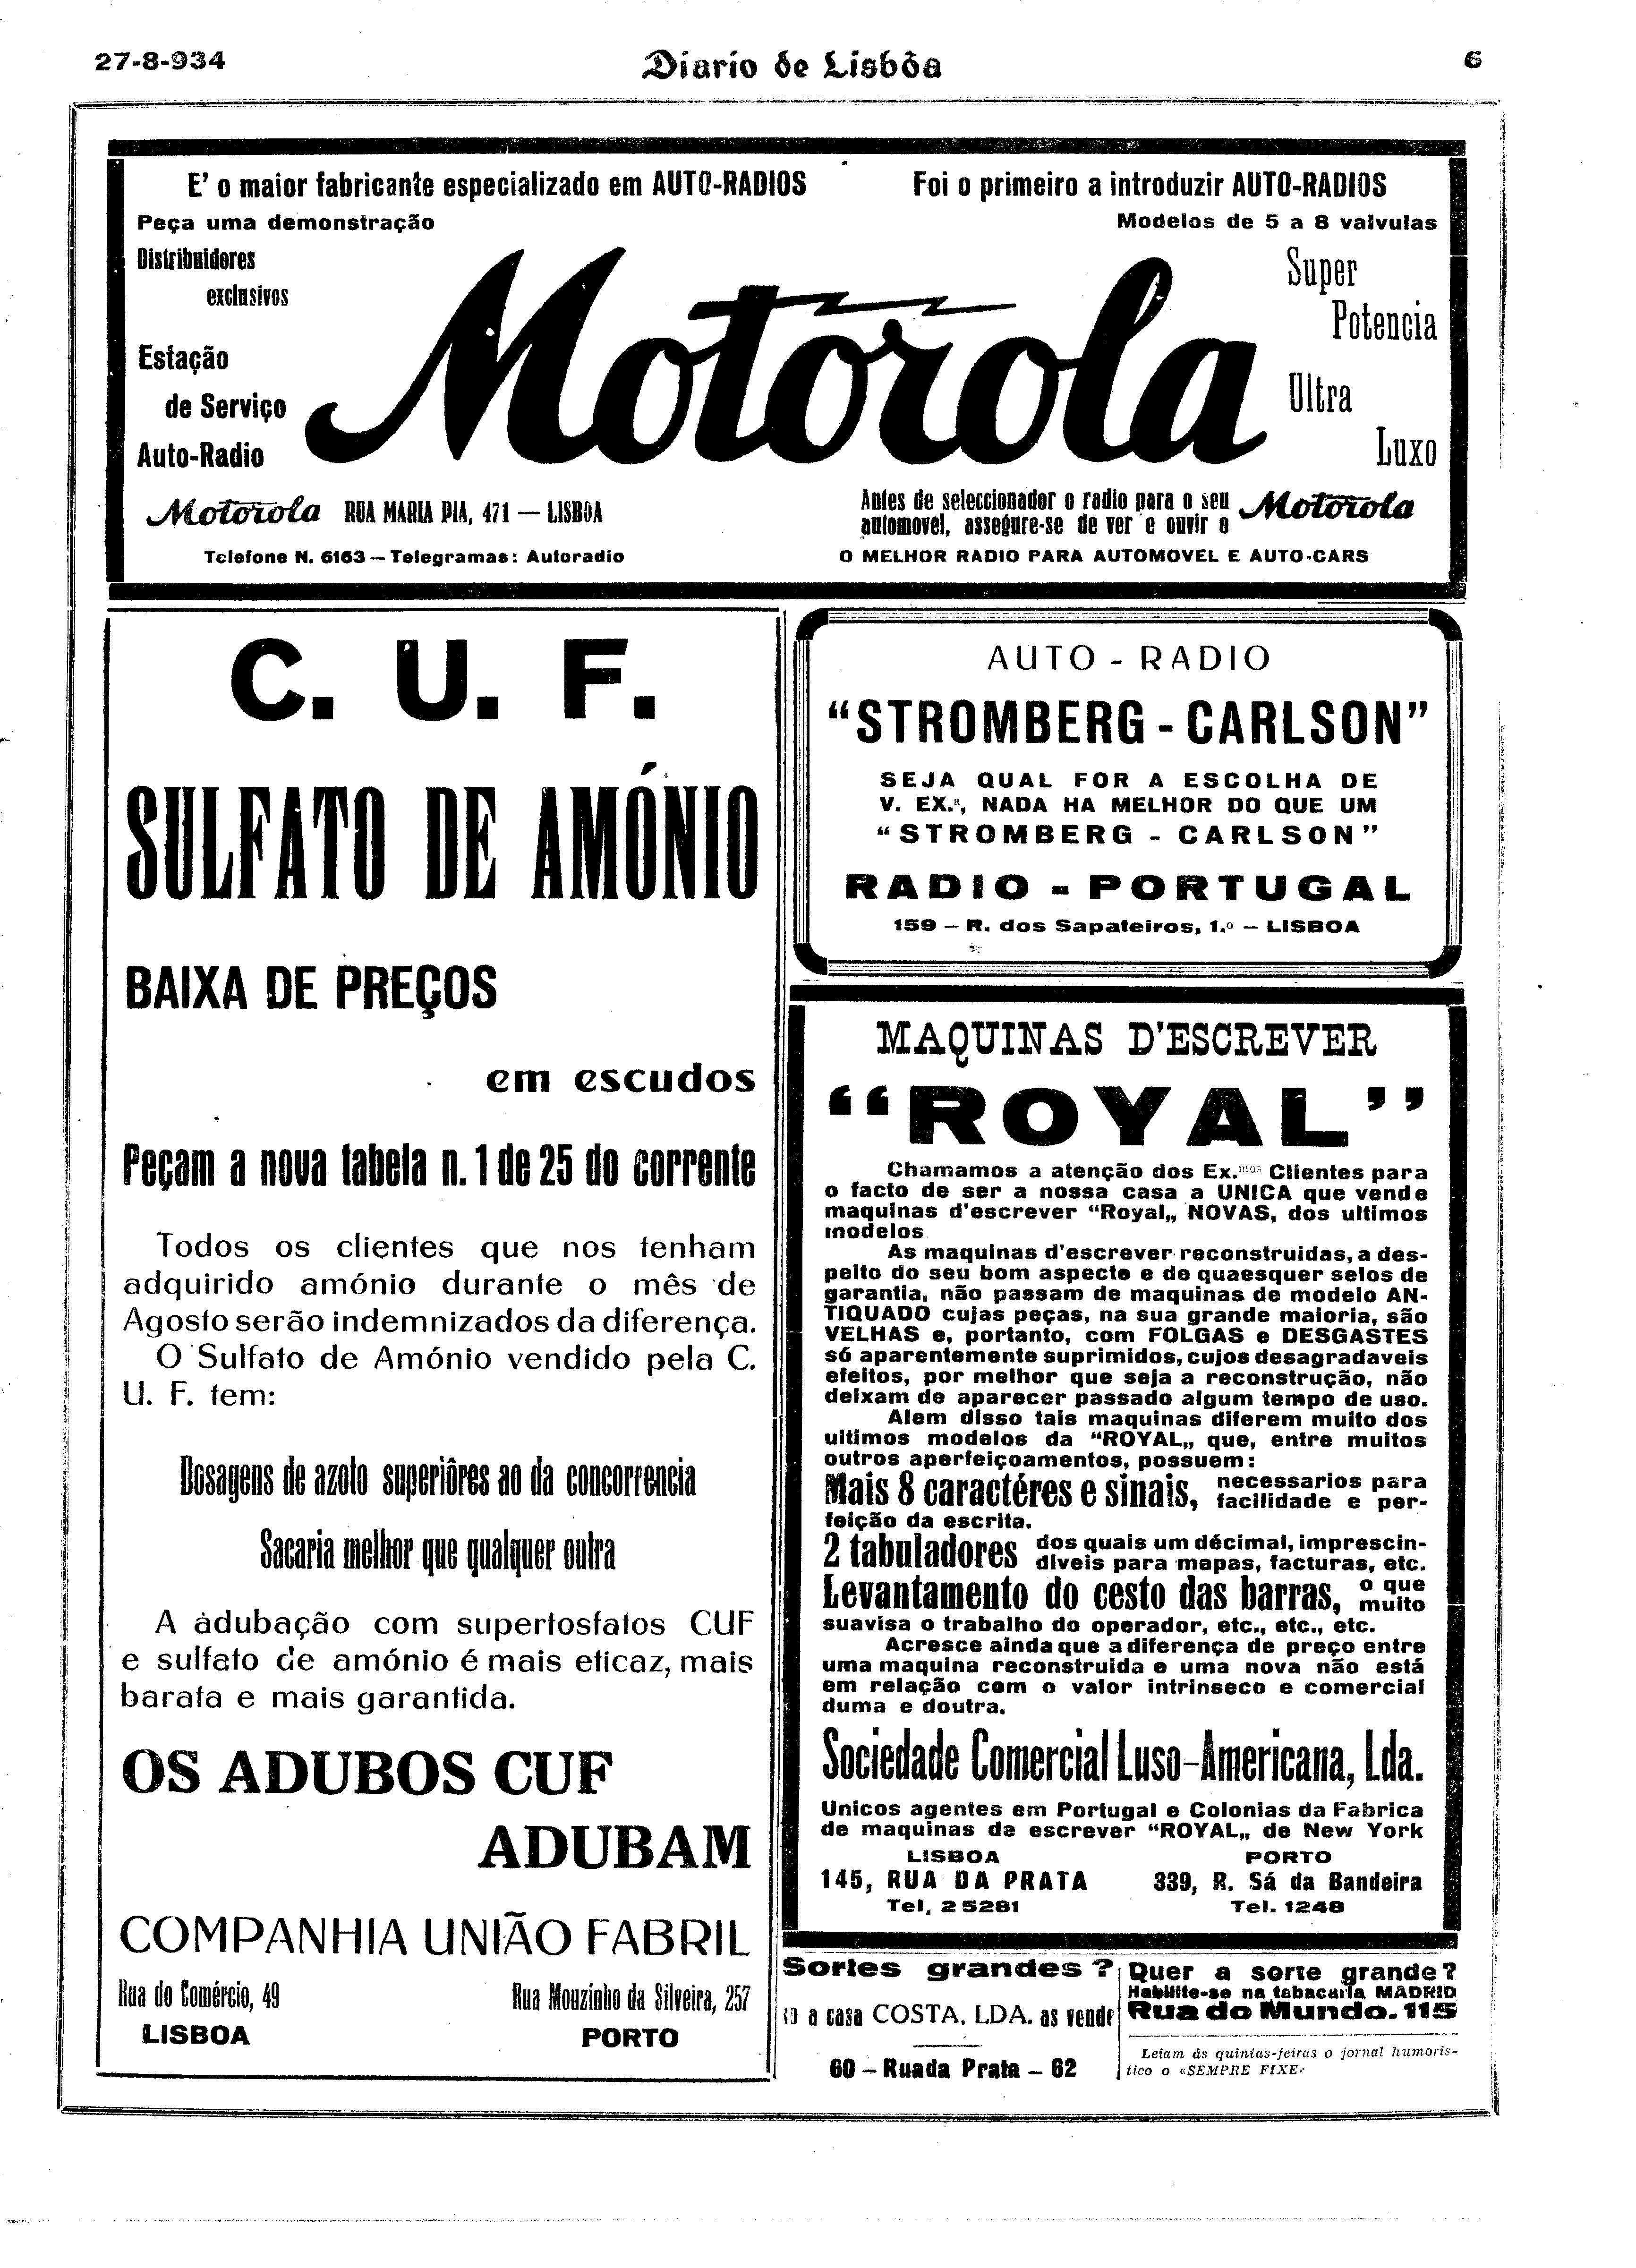 27-8-934
Diario de Lisbôa
6
E' o maior fabricante especializado em AUTO-RADIOS
Foi o primeiro a introduzir AUTO-RADIOS
Peça uma demonstração
Modelos de 5 a 8 valvulas
Distribuidores
exclusivos
Estação
de Serviço
Auto-Radio
Motorola
Super
Potencia
Ultra
Luxo
Motorola RUA MARIA PIA, 471 — LISBOA
Telefone N. 6163 — Telegramas: Autoradio
Antes de seleccionador o radio para o seu
automovel, assegure-se de ver e ouvir o Motorola
O MELHOR RADIO PARA AUTOMOVEL E AUTO-CARS
C. U. F.
SULFATO DE AMÓNIO
BAIXA DE PREÇOS
em escudos
Peçam a nova tabela n. 1 de 25 do corrente
Todos os clientes que nos tenham
adquirido amónio durante o mês de
Agosto serão indemnizados da diferença.
O Sulfato de Amónio vendido pela C.
U. F. tem:
Dosagens de azoto superiôres ao da concorrencia
Sacaria melhor que qualquer outra
A àdubação com superfosfatos CUF
e sulfato de amónio é mais eficaz, mais
barata e mais garantida.
OS ADUBOS CUF
ADUBAM
COMPANHIA UNIÃO FABRIL
Rua do Comércio, 49
LISBOA
Rua Mouzinho da Silveira, 257
PORTO
AUTO - RADIO
“STROMBERG - CARLSON”
SEJA QUAL FOR A ESCOLHA DE
V. EX.ª, NADA HA MELHOR DO QUE UM
“STROMBERG - CARLSON”
RADIO - PORTUGAL
159 — R. dos Sapateiros, 1.º — LISBOA
MAQUINAS D'ESCREVER
“ROYAL”
Chamamos a atenção dos Ex.mos Clientes para
o facto de ser a nossa casa a UNICA que vende
maquinas d'escrever “Royal„ NOVAS, dos ultimos
modelos
As maquinas d'escrever reconstruidas, a des-
peito do seu bom aspecto e de quaesquer selos de
garantia, não passam de maquinas de modelo AN-
TIQUADO cujas peças, na sua grande maioria, são
VELHAS e, portanto, com FOLGAS e DESGASTES
só aparentemente suprimidos, cujos desagradaveis
efeitos, por melhor que seja a reconstrução, não
deixam de aparecer passado algum tempo de uso.
Alem disso tais maquinas diferem muito dos
ultimos modelos da “ROYAL„ que, entre muitos
outros aperfeiçoamentos, possuem:
Mais 8 caractéres e sinais, necessarios para
facilidade e per-
feição da escrita.
2 tabuladores dos quais um décimal, imprescin-
diveis para mapas, facturas, etc.
Levantamento do cesto das barras, o que
muito
suavisa o trabalho do operador, etc., etc., etc.
Acresce ainda que a diferença de preço entre
uma maquina reconstruida e uma nova não está
em relação com o valor intrinseco e comercial
duma e doutra.
Sociedade Comercial Luso-Americana, Lda.
Unicos agentes em Portugal e Colonias da Fabrica
de maquinas de escrever “ROYAL„ de New York
LISBOA
145, RUA DA PRATA
Tel, 2 5281
PORTO
339, R. Sá da Bandeira
Tel. 1248
Sortes grandes?
a casa COSTA, LDA. as vende
60 — Rua da Prata — 62
Quer a sorte grande?
Habilite-se na tabacaria MADRID
Rua do Mundo. 115
Leiam ás quintas-feiras o jornal humoris-
tico o «SEMPRE FIXE»